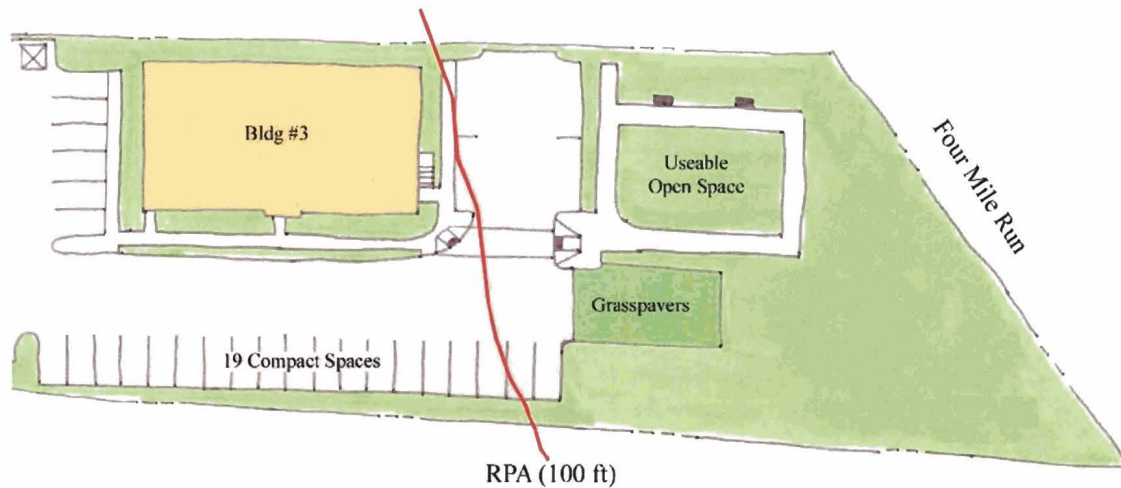 Bldg #3
Useable
Open Space
Four Mile Run
Grasspavers
19 Compact Spaces
RPA (100 ft)